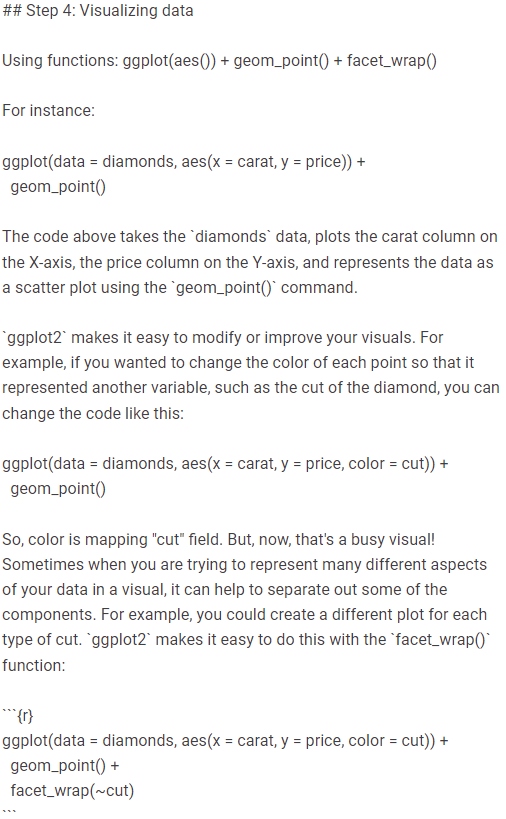 ## Step 4: Visualizing data
Using functions: ggplot(aes()) + geom_point() + facet_wrap()
For instance:
ggplot(data = diamonds, aes(x = carat, y = price)) +
  geom_point()
The code above takes the `diamonds` data, plots the carat column on
the X-axis, the price column on the Y-axis, and represents the data as
a scatter plot using the `geom_point()` command.
`ggplot2` makes it easy to modify or improve your visuals. For
example, if you wanted to change the color of each point so that it
represented another variable, such as the cut of the diamond, you can
change the code like this:
ggplot(data = diamonds, aes(x = carat, y = price, color = cut)) +
  geom_point()
So, color is mapping "cut" field. But, now, that's a busy visual!
Sometimes when you are trying to represent many different aspects
of your data in a visual, it can help to separate out some of the
components. For example, you could create a different plot for each
type of cut. `ggplot2` makes it easy to do this with the `facet_wrap()`
function:
```{r}
ggplot(data = diamonds, aes(x = carat, y = price, color = cut)) +
  geom_point() +
  facet_wrap(~cut)
```